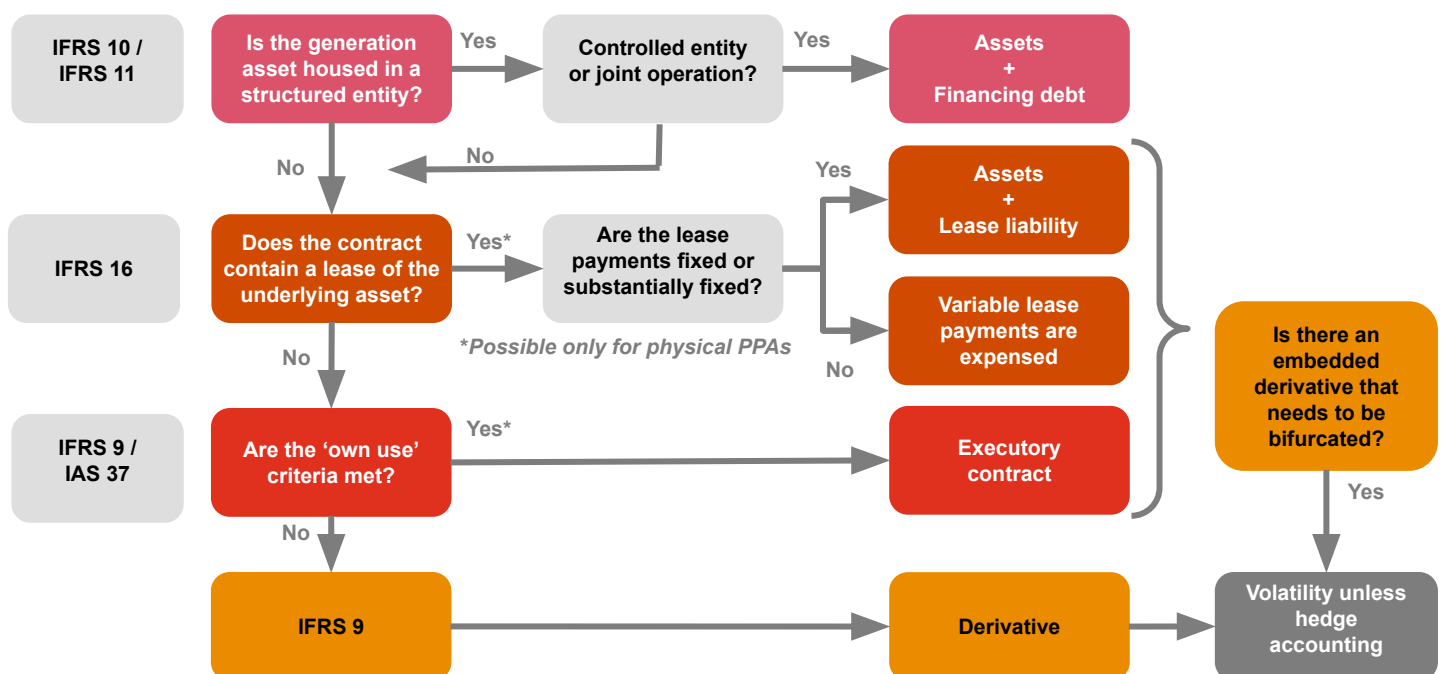 IFRS 10 /
IFRS 11
Is the generation
asset housed in a
structured entity?
Yes
Controlled entity
or joint operation?
Yes
Assets
+
Financing debt
No
No
IFRS 16
Does the contract
contain a lease of the
underlying asset?
Yes*
Are the lease
payments fixed or
substantially fixed?
Yes
Assets
+
Lease liability
No
Variable lease
payments are
expensed
*Possible only for physical PPAs
No
Is there an
embedded
derivative that
needs to be
bifurcated?
Yes
IFRS 9 /
IAS 37
Are the ‘own use’
criteria met?
Yes*
Executory
contract
No
IFRS 9
Derivative
Volatility unless
hedge
accounting